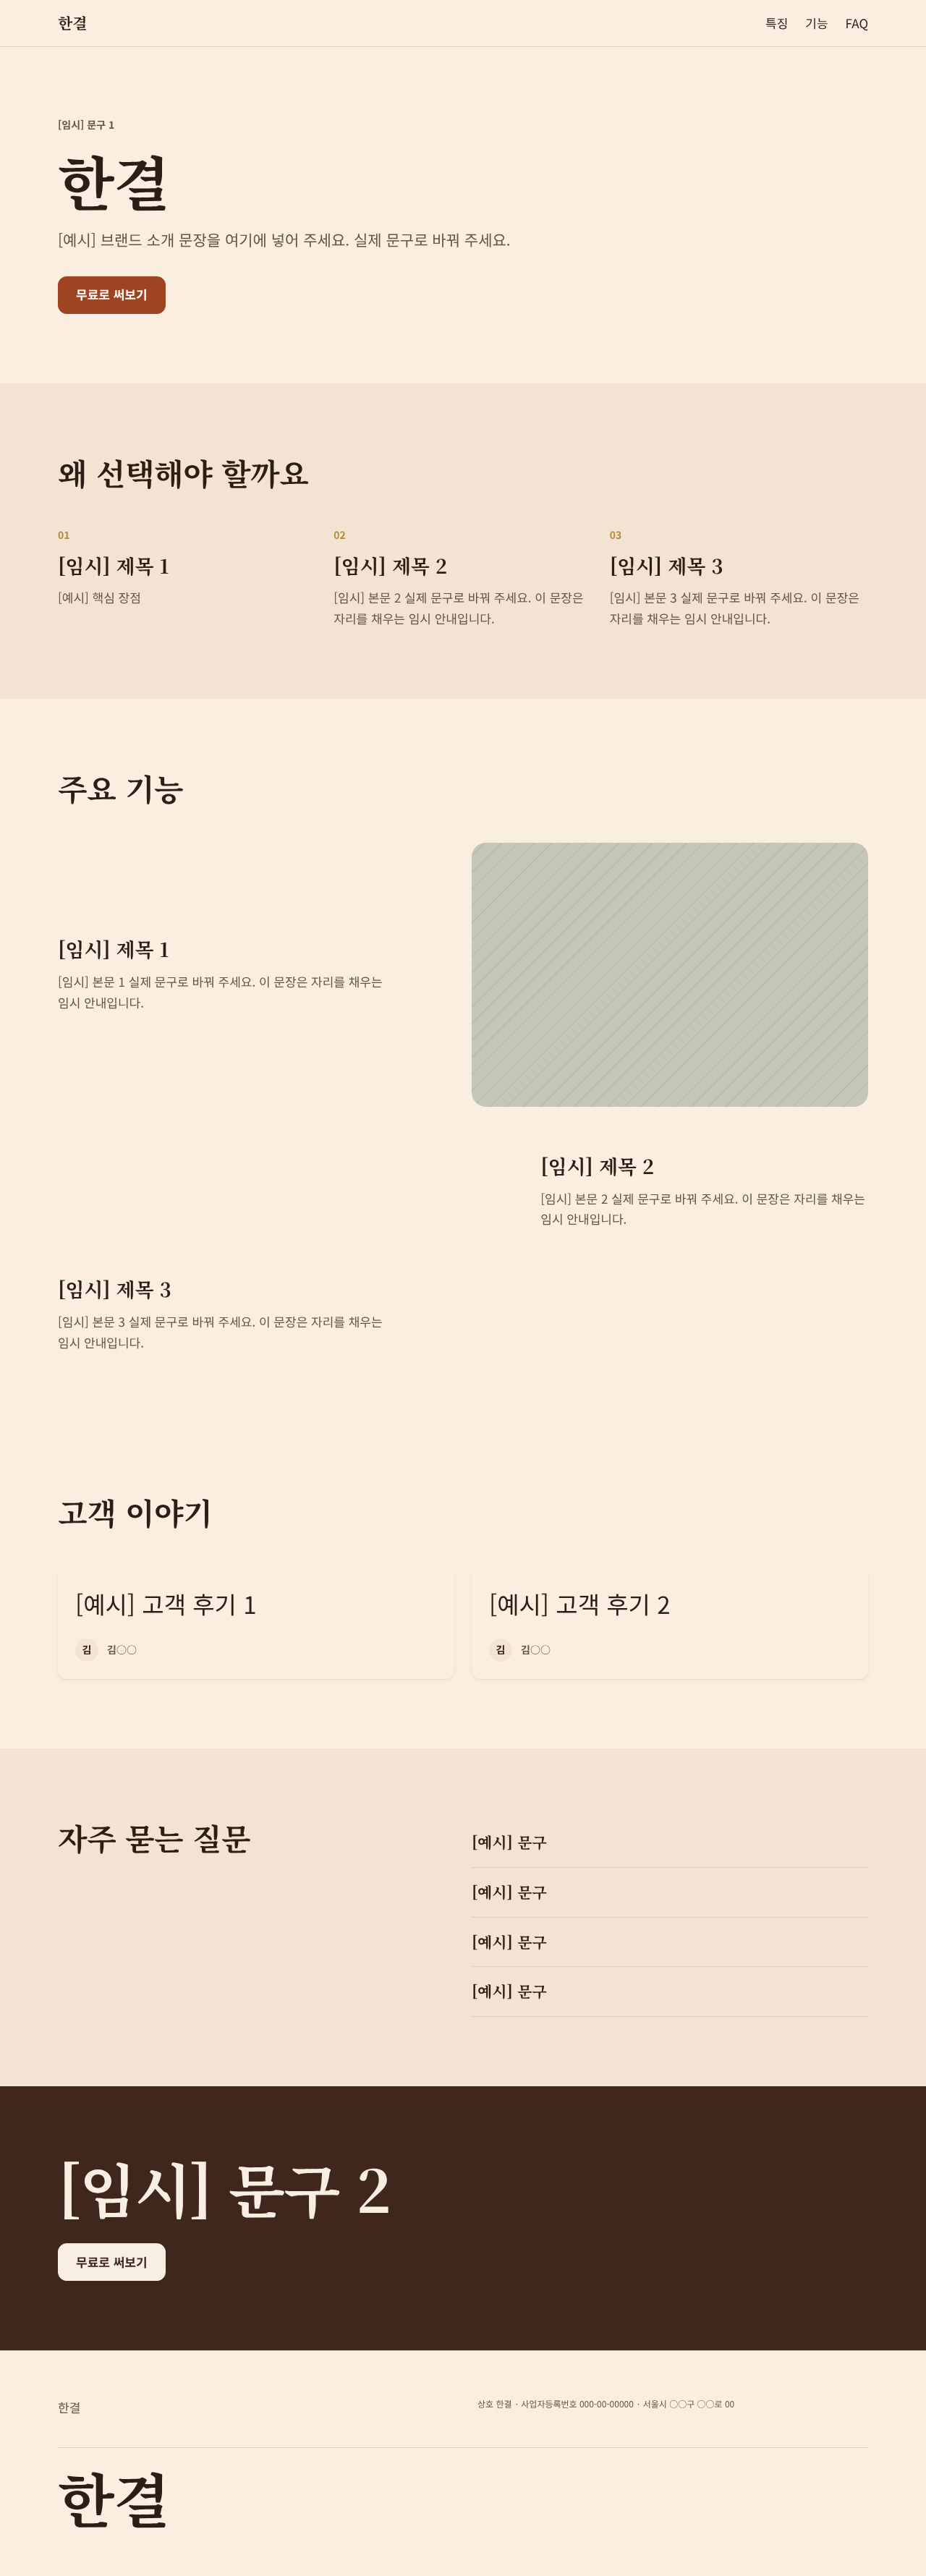 한결
특징 기능 FAQ
[임시] 문구 1
한결
[예시] 브랜드 소개 문장을 여기에 넣어 주세요. 실제 문구로 바꿔 주세요.
무료로 써보기
왜 선택해야 할까요
01
[임시] 제목 1
[예시] 핵심 장점
02
[임시] 제목 2
[임시] 본문 2 실제 문구로 바꿔 주세요. 이 문장은
자리를 채우는 임시 안내입니다.
03
[임시] 제목 3
[임시] 본문 3 실제 문구로 바꿔 주세요. 이 문장은
자리를 채우는 임시 안내입니다.
주요 기능
[임시] 제목 1
[임시] 본문 1 실제 문구로 바꿔 주세요. 이 문장은 자리를 채우는
임시 안내입니다.
[임시] 제목 2
[임시] 본문 2 실제 문구로 바꿔 주세요. 이 문장은 자리를 채우는
임시 안내입니다.
[임시] 제목 3
[임시] 본문 3 실제 문구로 바꿔 주세요. 이 문장은 자리를 채우는
임시 안내입니다.
고객 이야기
[예시] 고객 후기 1
김 김○○
[예시] 고객 후기 2
김 김○○
자주 묻는 질문
[예시] 문구
[예시] 문구
[예시] 문구
[예시] 문구
[임시] 문구 2
무료로 써보기
한결
상호 한결 · 사업자등록번호 000-00-00000 · 서울시 ○○구 ○○로 00
한결